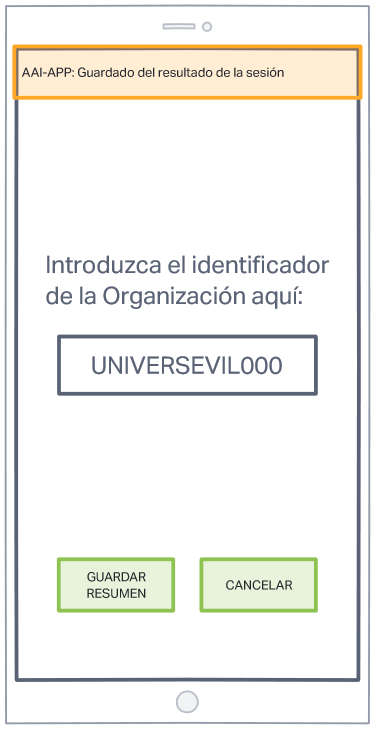 AAI-APP: Guardado del resultado de la sesión
Introduzca el identificador
de la Organización aquí:
UNIVERSEVIL000
GUARDAR
RESUMEN
CANCELAR